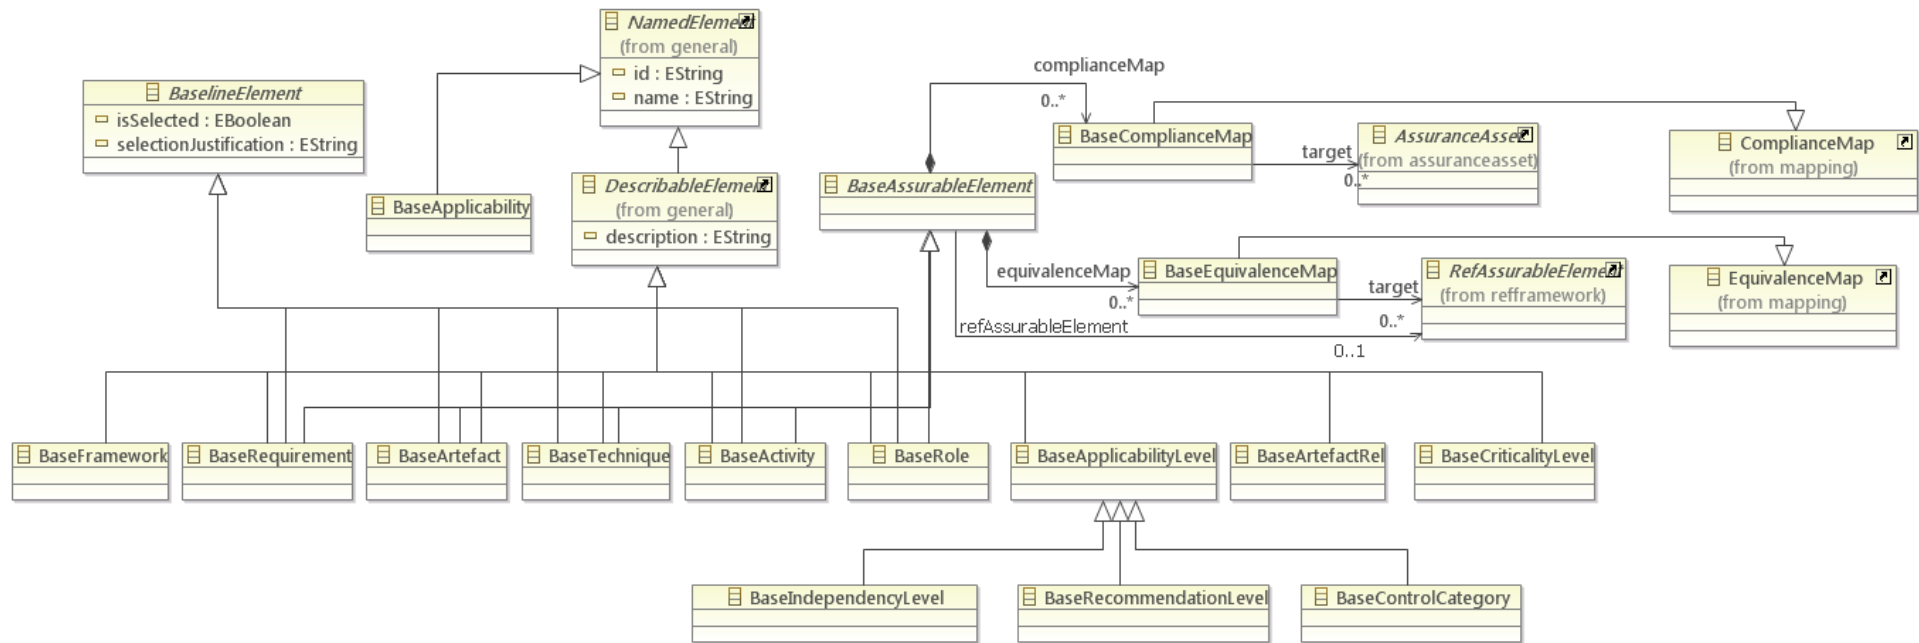 NamedElement
(from general)
id : EString
name : EString
BaselineElement
isSelected : EBoolean
selectionJustification : EString
complianceMap
0..*
BaseComplianceMap
target
0..*
AssuranceAsset
(from assuranceasset)
ComplianceMap
(from mapping)
BaseApplicability
DescribableElement
(from general)
description : EString
BaseAssurableElement
equivalenceMap
0..*
BaseEquivalenceMap
target
0..*
RefAssurableElement
(from refframework)
EquivalenceMap
(from mapping)
refAssurableElement
0..1
BaseFramework
BaseRequirement
BaseArtefact
BaseTechnique
BaseActivity
BaseRole
BaseApplicabilityLevel
BaseArtefactRel
BaseCriticalityLevel
BaseIndependencyLevel
BaseRecommendationLevel
BaseControlCategory